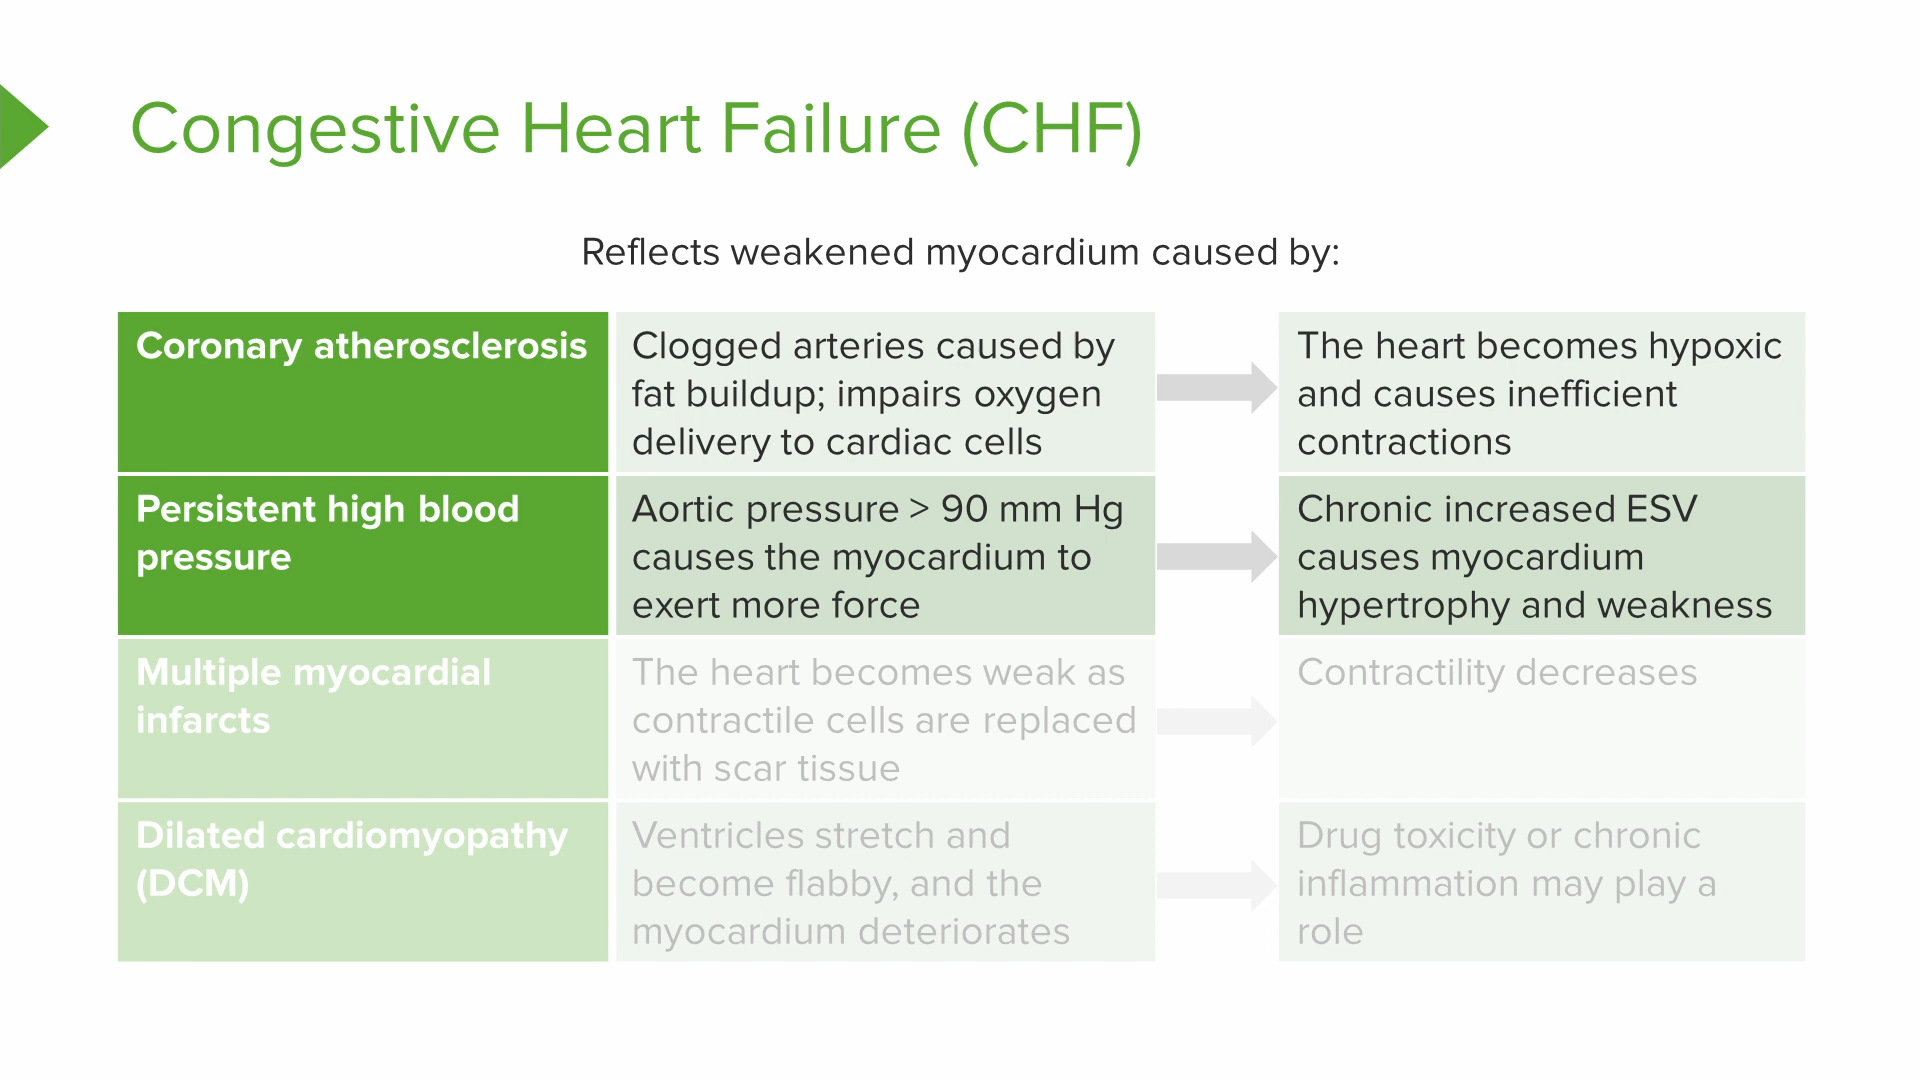 Congestive Heart Failure (CHF)
Reflects weakened myocardium caused by:
Coronary atherosclerosis
Clogged arteries caused by
fat buildup; impairs oxygen
delivery to cardiac cells
The heart becomes hypoxic
and causes inefficient
contractions
Persistent high blood
pressure
Aortic pressure > 90 mm Hg
causes the myocardium to
exert more force
Chronic increased ESV
causes myocardium
hypertrophy and weakness
Multiple myocardial
infarcts
The heart becomes weak as
contractile cells are replaced
with scar tissue
Contractility decreases
Dilated cardiomyopathy
(DCM)
Ventricles stretch and
become flabby, and the
myocardium deteriorates
Drug toxicity or chronic
inflammation may play a
role